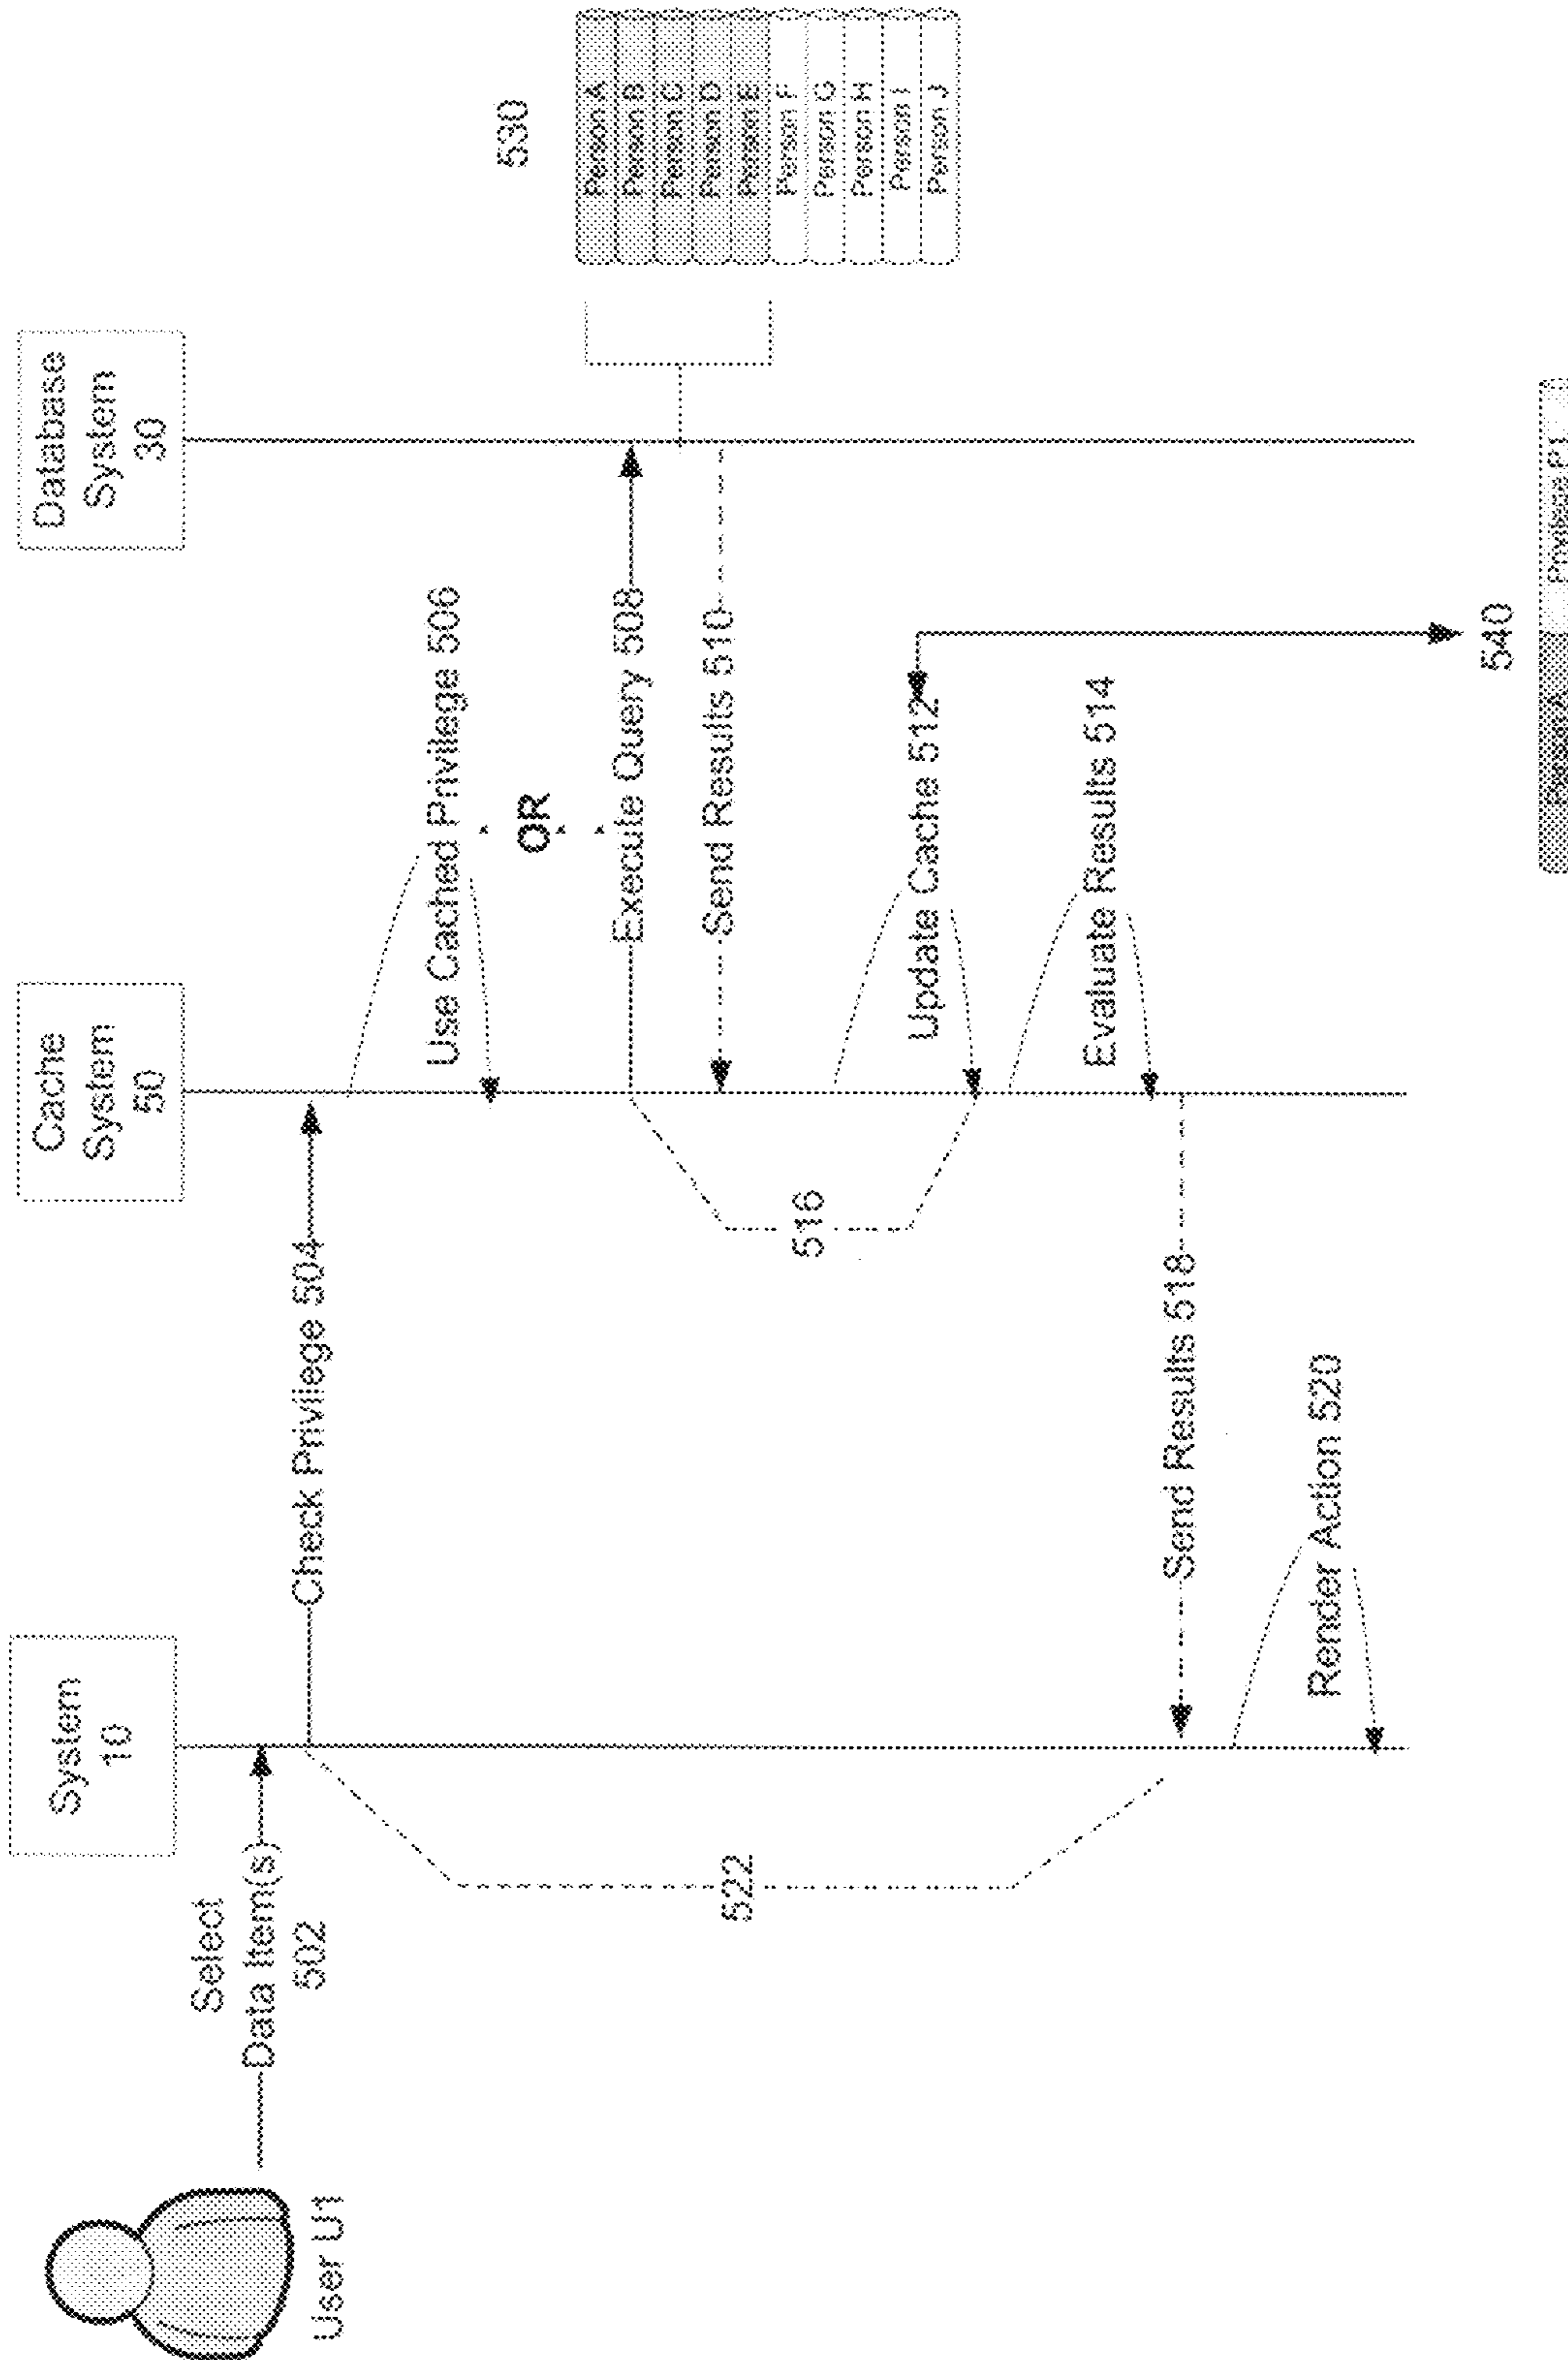 System
10
Cache
System
50
Database
System
30
User U1
Select
Data Item(s)
502
Check Privilege 504
Use Cached Privilege 506
OR
Execute Query 508
Send Results 510
530
Person A
Person B
Person C
Person D
Person E
Person F
Person G
Person H
Person I
Person J
Update Cache 512
Evaluate Results 514
516
522
Send Results 518
Render Action 520
540